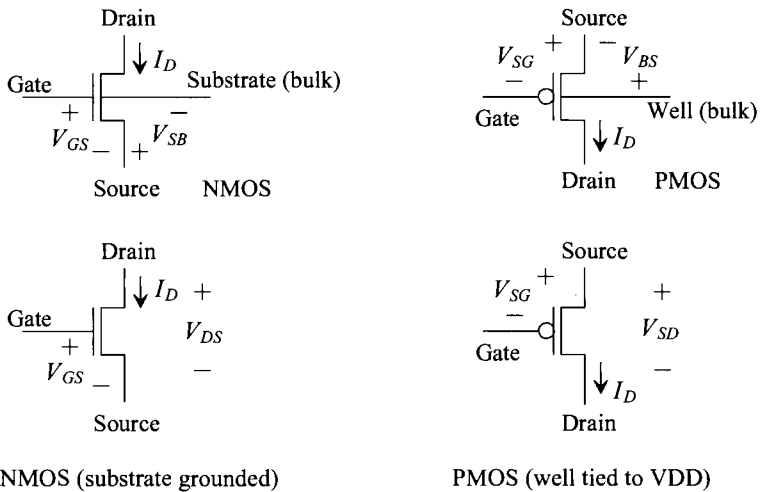 Drain
I_D
Gate
Substrate (bulk)
+
−
V_GS
−
+
V_SB
Source
NMOS
Source
+
−
V_SG
V_BS
−
+
Gate
Well (bulk)
I_D
Drain
PMOS
Drain
I_D
+
Gate
+
V_DS
V_GS
−
−
Source
Source
V_SG
+
+
−
V_SD
Gate
−
I_D
Drain
NMOS (substrate grounded)
PMOS (well tied to VDD)